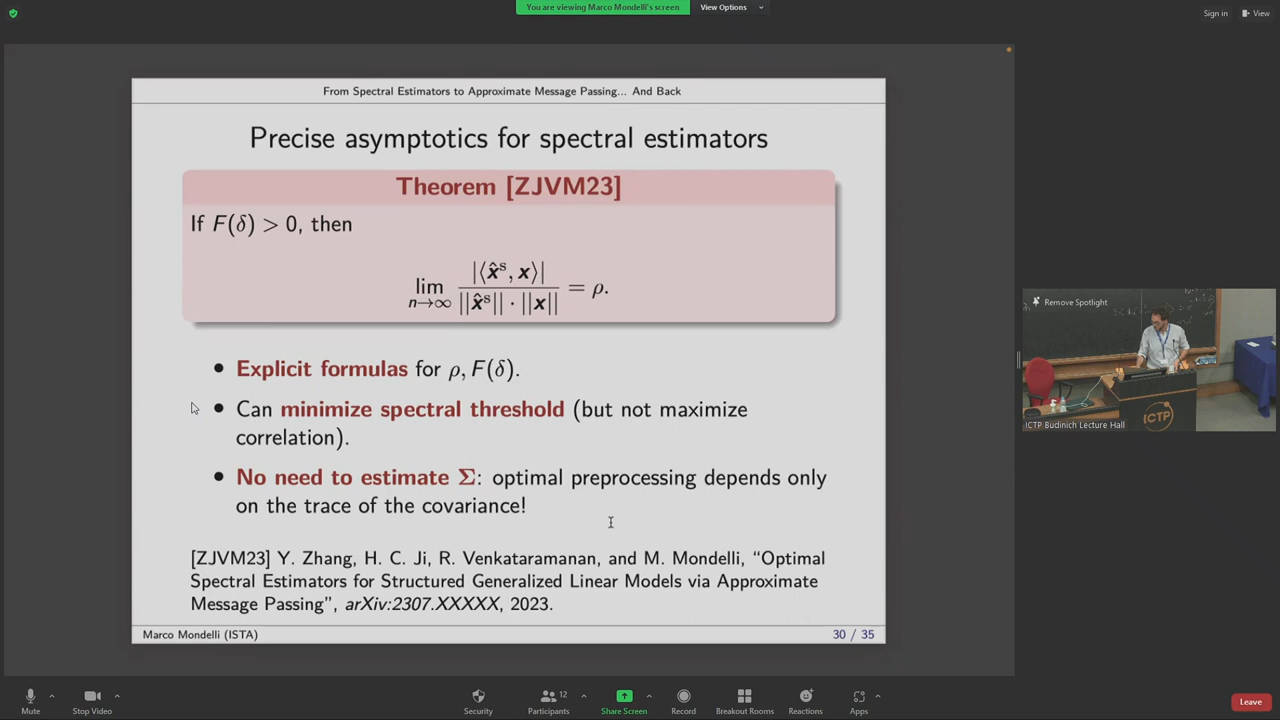 You are viewing Marco Mondelli's screen
View Options
Sign in
View
From Spectral Estimators to Approximate Message Passing... And Back
Precise asymptotics for spectral estimators
Theorem [ZJVM23]
If F(δ) > 0, then
lim n→∞ |⟨x̂ˢ, x⟩| / ||x̂ˢ|| · ||x|| = ρ.
• Explicit formulas for ρ, F(δ).
• Can minimize spectral threshold (but not maximize
correlation).
• No need to estimate Σ: optimal preprocessing depends only
on the trace of the covariance!
[ZJVM23] Y. Zhang, H. C. Ji, R. Venkataramanan, and M. Mondelli, “Optimal
Spectral Estimators for Structured Generalized Linear Models via Approximate
Message Passing”, arXiv:2307.XXXXX, 2023.
Marco Mondelli (ISTA)
30 / 35
Remove Spotlight
ICTP
ICTP Budinich Lecture Hall
Mute
Stop Video
Security
12
Participants
Share Screen
Record
Breakout Rooms
Reactions
Apps
Leave